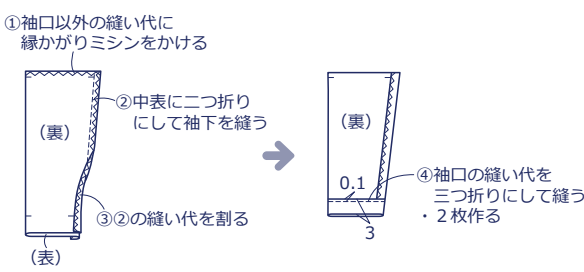 ①袖口以外の縫い代に
縁かがりミシンをかける
②中表に二つ折り
にして袖下を縫う
（裏）
③②の縫い代を割る
（表）
（裏）
0.1
④袖口の縫い代を
三つ折りにして縫う
・２枚作る
3